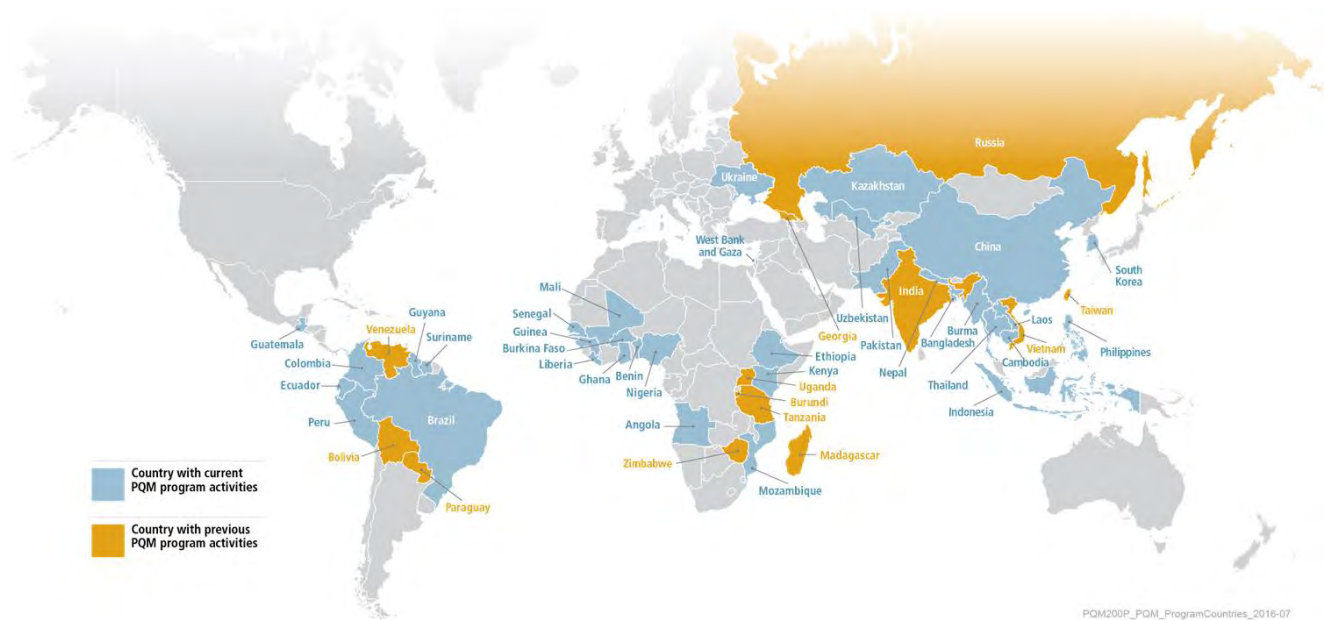 Russia
Ukraine
Kazakhstan
China
West Bank
and Gaza
South
Korea
Mali
India
Guyana
Senegal
Uzbekistan
Laos
Taiwan
Venezuela
Guinea
Georgia
Burma
Suriname
Guatemala
Burkina Faso
Pakistan
Bangladesh
Vietnam
Philippines
Colombia
Liberia
Ethiopia
Cambodia
Ghana
Benin
Kenya
Nepal
Ecuador
Nigeria
Uganda
Thailand
Burundi
Indonesia
Peru
Brazil
Tanzania
Angola
Bolivia
Zimbabwe
Madagascar
Mozambique
Paraguay
Country with current
PQM program activities
Country with previous
PQM program activities
PQM200P_PQM_ProgramCountries_2016-07